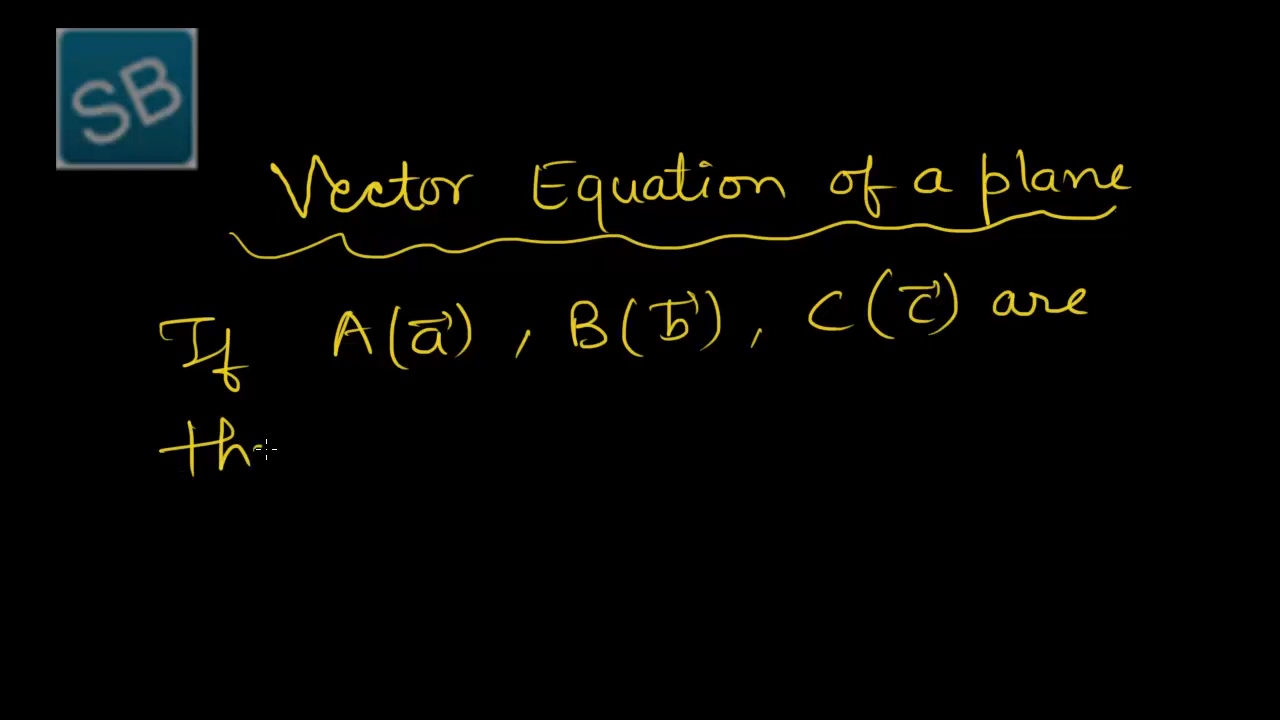 SB
Vector Equation of a plane
If A(a⃗), B(b⃗), C(c⃗) are
th